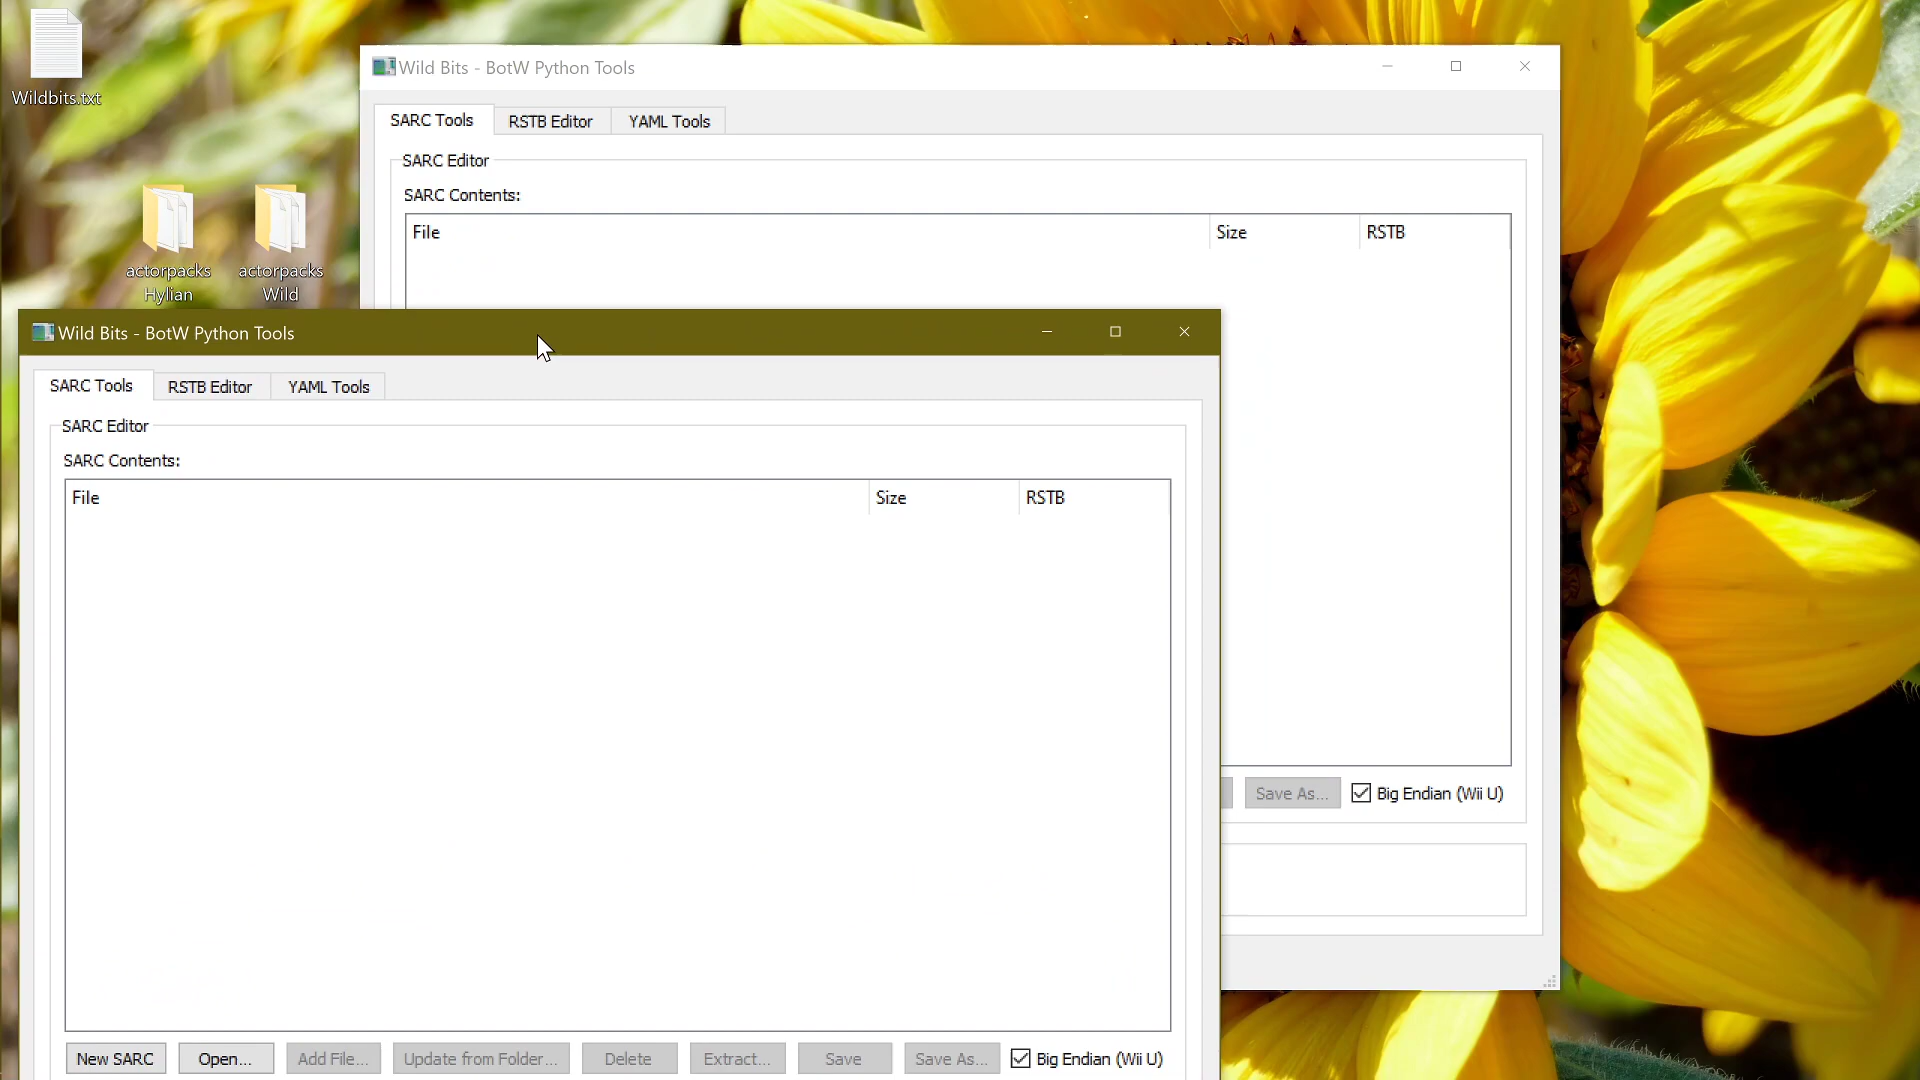 Wildbits.txt
actorpacks
Hylian
actorpacks
Wild
Wild Bits - BotW Python Tools
SARC Tools
RSTB Editor
YAML Tools
SARC Editor
SARC Contents:
File
Size
RSTB
Save As...
Big Endian (Wii U)
Wild Bits - BotW Python Tools
SARC Tools
RSTB Editor
YAML Tools
SARC Editor
SARC Contents:
File
Size
RSTB
New SARC
Open...
Add File...
Update from Folder...
Delete
Extract...
Save
Save As...
Big Endian (Wii U)